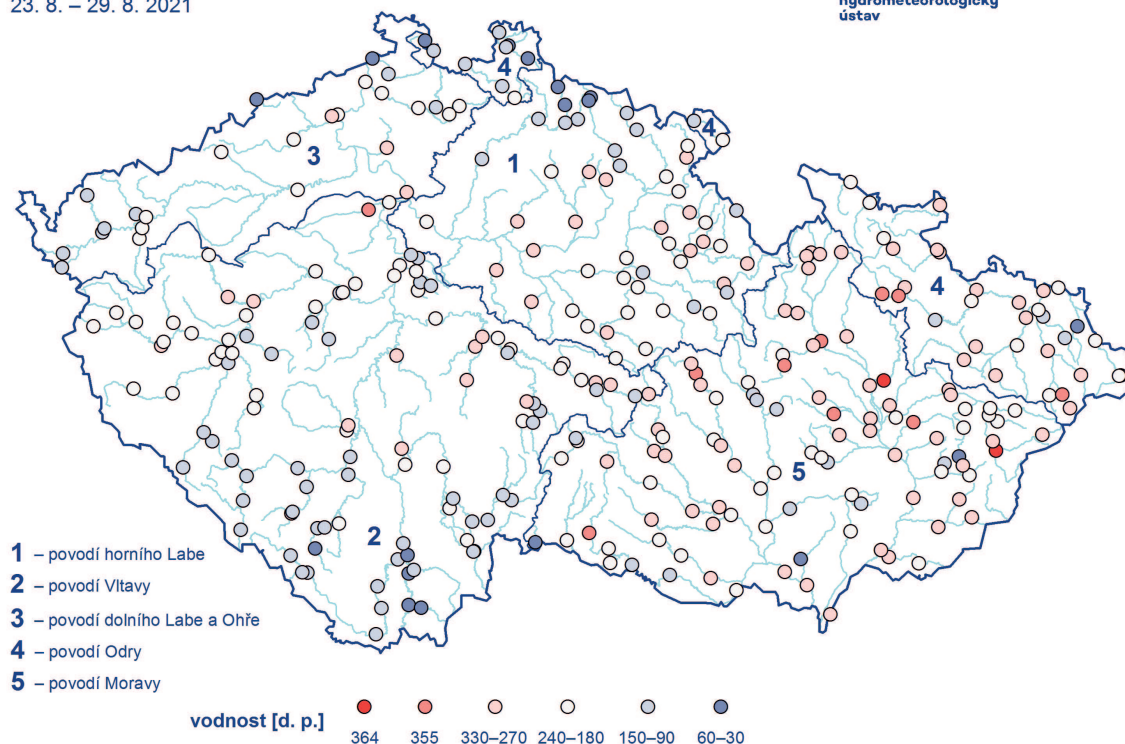 23. 8. – 29. 8. 2021
hydrometeorologický
ústav
4
4
3
1
4
5
2
1 – povodí horního Labe
2 – povodí Vltavy
3 – povodí dolního Labe a Ohře
4 – povodí Odry
5 – povodí Moravy
vodnost [d. p.]
364 355 330–270 240–180 150–90 60–30